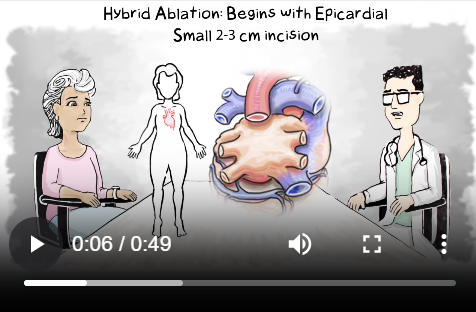 Hybrid Ablation: Begins with Epicardial
Small 2-3 cm incision
0:06 / 0:49